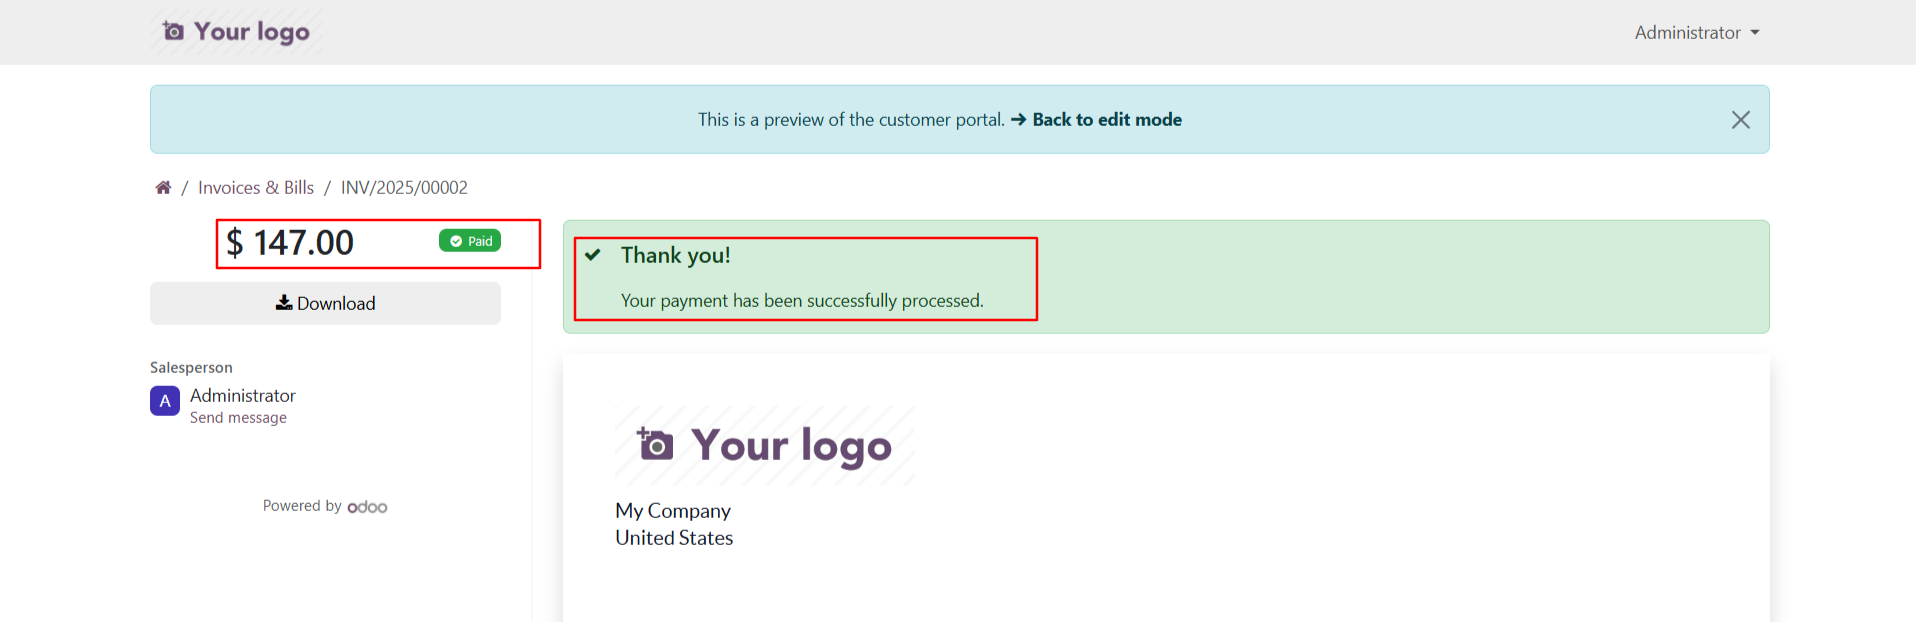 Your logo
Administrator
This is a preview of the customer portal. → Back to edit mode
/ Invoices & Bills / INV/2025/00002
$ 147.00 Paid
Download
Salesperson
A Administrator
Send message
Powered by odoo
Thank you!
Your payment has been successfully processed.
Your logo
My Company
United States